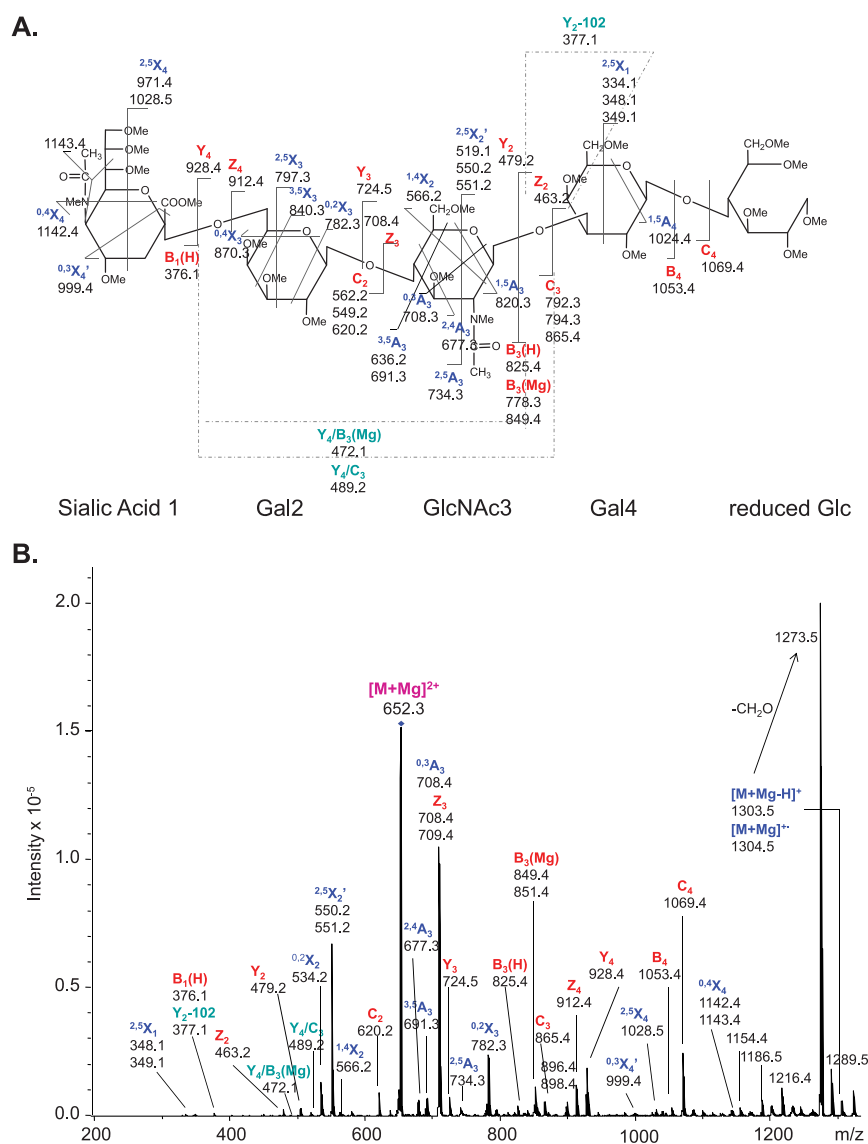 A.
Y2-102
377.1
2,5X4
971.4
1028.5
2,5X1
334.1
348.1
349.1
1143.4
CH3
OMe
OMe
OMe
O
MeN
O
COOMe
OMe
Y4
928.4
Z4
912.4
2,5X3
797.3
3,5X3
840.3
0,2X3
782.3
Y3
724.5
708.4
Z3
1,4X2
566.2
2,5X2'
519.1
550.2
551.2
Y2
479.2
Z2
463.2
0,4X4
1142.4
0,3X4'
999.4
B1(H)
376.1
0,4X3
870.3
C2
562.2
549.2
620.2
0,3A3
708.3
1,5A3
820.3
2,4A3
677.3
3,5A3
636.2
691.3
2,5A3
734.3
C3
792.3
794.3
865.4
1,5A4
1024.4
B4
1053.4
C4
1069.4
B3(H)
825.4
B3(Mg)
778.3
849.4
Y4/B3(Mg)
472.1
Y4/C3
489.2
Sialic Acid 1 Gal2 GlcNAc3 Gal4 reduced Glc
B.
Intensity x 10-5
2.0
1.5
1.0
0.5
0.0
[M+Mg]2+
652.3
1273.5
-CH2O
[M+Mg-H]+
1303.5
[M+Mg]+·
1304.5
0,3A3
708.4
Z3
708.4
709.4
B3(Mg)
849.4
851.4
C4
1069.4
2,5X2'
550.2
551.2
2,4A3
677.3
0,2X2
534.2
Y2
479.2
B1(H)
376.1
Y2-102
377.1
2,5X1
348.1
349.1
Z2
463.2
Y4/C3
489.2
Y4/B3(Mg)
472.1
1,4X2
566.2
C2
620.2
3,5A3
691.3
Y3
724.5
2,5A3
734.3
0,2X3
782.3
B3(H)
825.4
C3
865.4
896.4
898.4
Z4
912.4
Y4
928.4
B4
1053.4
2,5X4
1028.5
0,3X4'
999.4
0,4X4
1142.4
1143.4
1154.4
1186.5
1216.4
1289.5
200 400 600 800 1000 1200 m/z